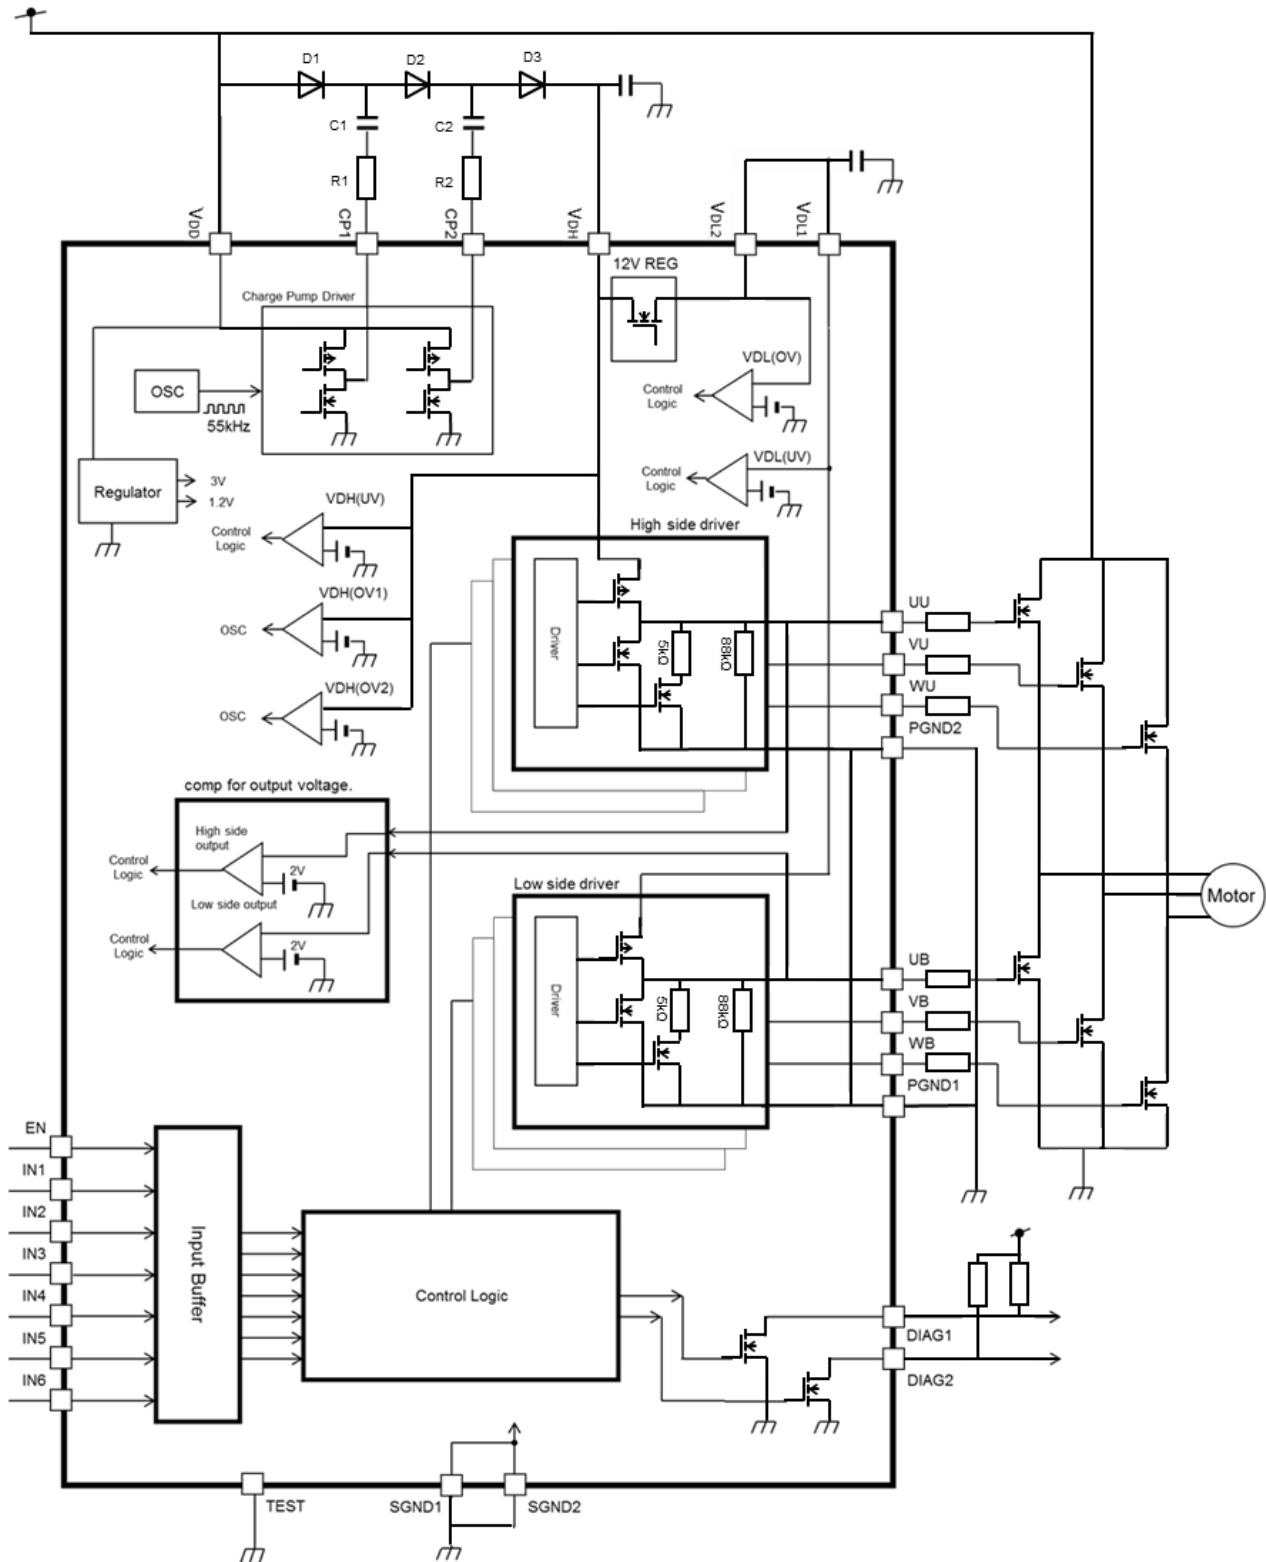 D1
D2
D3
C1
C2
R1
R2
VDD
CP1
CP2
VDH
VDL2
VDL1
12V REG
Charge Pump Driver
OSC
55kHz
VDL(OV)
Control
Logic
VDL(UV)
Control
Logic
Regulator
3V
1.2V
VDH(UV)
Control
Logic
VDH(OV1)
OSC
VDH(OV2)
OSC
High side driver
Driver
5kΩ
88kΩ
UU
VU
WU
PGND2
comp for output voltage.
High side
output
Control
Logic
2V
Low side output
Control
Logic
2V
Low side driver
Driver
5kΩ
88kΩ
Motor
UB
VB
WB
PGND1
EN
IN1
IN2
IN3
IN4
IN5
IN6
Input Buffer
Control Logic
DIAG1
DIAG2
TEST
SGND1
SGND2